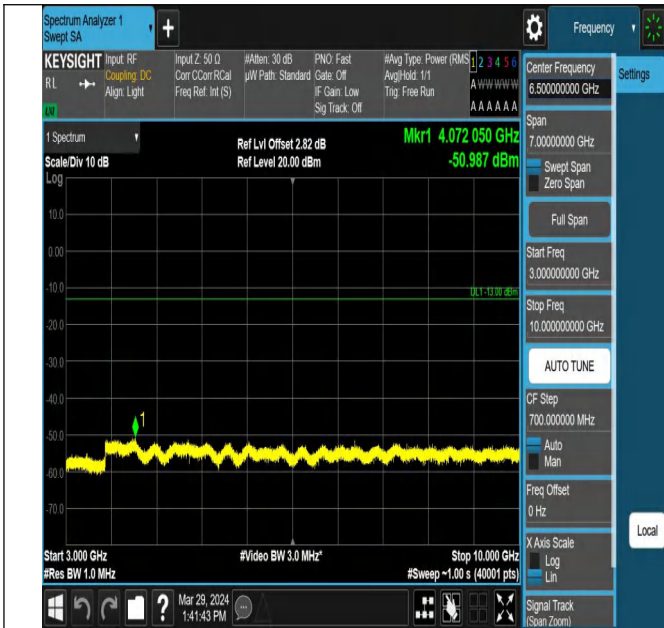 Spectrum Analyzer 1
Swept SA
Frequency
KEYSIGHT
RL
LXI
Input: RF
Coupling: DC
Align: Light
Input Z: 50 Ω
Corr CCorr RCal
Freq Ref: Int (S)
#Atten: 30 dB
µW Path: Standard
PNO: Fast
Gate: Off
IF Gain: Low
Sig Track: Off
#Avg Type: Power (RMS
Avg|Hold: 1/1
Trig: Free Run
1 2 3 4 5 6
A W W W W W
A A A A A A
1 Spectrum
Scale/Div 10 dB
Log
Ref Lvl Offset 2.82 dB
Ref Level 20.00 dBm
Mkr1 4.072 050 GHz
-50.987 dBm
10.0
0.00
-10.0
DL1 -13.00 dBm
-20.0
-30.0
-40.0
1
-50.0
-60.0
-70.0
Start 3.000 GHz
#Res BW 1.0 MHz
#Video BW 3.0 MHz*
Stop 10.000 GHz
#Sweep ~1.00 s (40001 pts)
Mar 29, 2024
1:41:43 PM
Center Frequency
6.500000000 GHz
Settings
Span
7.00000000 GHz
Swept Span
Zero Span
Full Span
Start Freq
3.000000000 GHz
Stop Freq
10.000000000 GHz
AUTO TUNE
CF Step
700.000000 MHz
Auto
Man
Freq Offset
0 Hz
Local
X Axis Scale
Log
Lin
Signal Track
(Span Zoom)